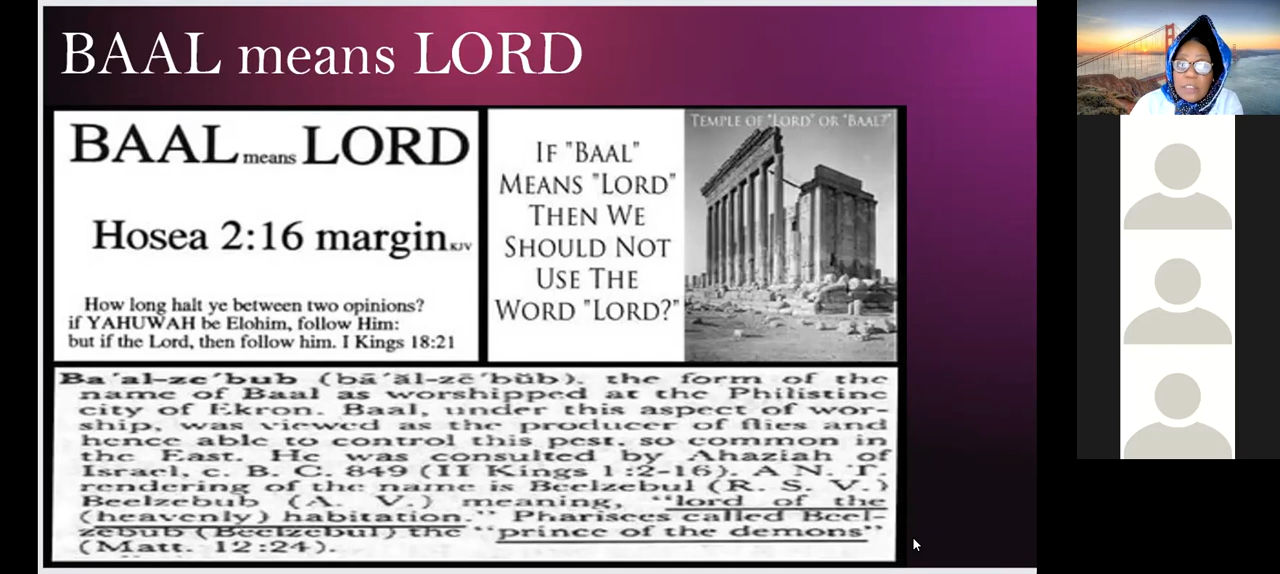 BAAL means LORD
BAAL means LORD
Hosea 2:16 margin KJV
How long halt ye between two opinions?
if YAHUWAH be Elohim, follow Him:
but if the Lord, then follow him. I Kings 18:21
IF "BAAL"
MEANS "LORD"
THEN WE
SHOULD NOT
USE THE
WORD "LORD?"
TEMPLE OF "LORD" OR "BAAL?"
Ba´al-ze´bub (bā´ăl-zē´bŭb), the form of the
name of Baal as worshipped at the Philistine
city of Ekron. Baal, under this aspect of wor-
ship, was viewed as the producer of flies and
hence able to control this pest, so common in
the East. He was consulted by Ahaziah of
Israel, c. B. C. 849 (II Kings 1:2-16). A N. T.
rendering of the name is Beelzebul (R. S. V.)
Beelzebub (A. V.) meaning, "lord of the
(heavenly) habitation." Pharisees called Beel-
zebub (Beelzebul) the "prince of the demons"
(Matt. 12:24).